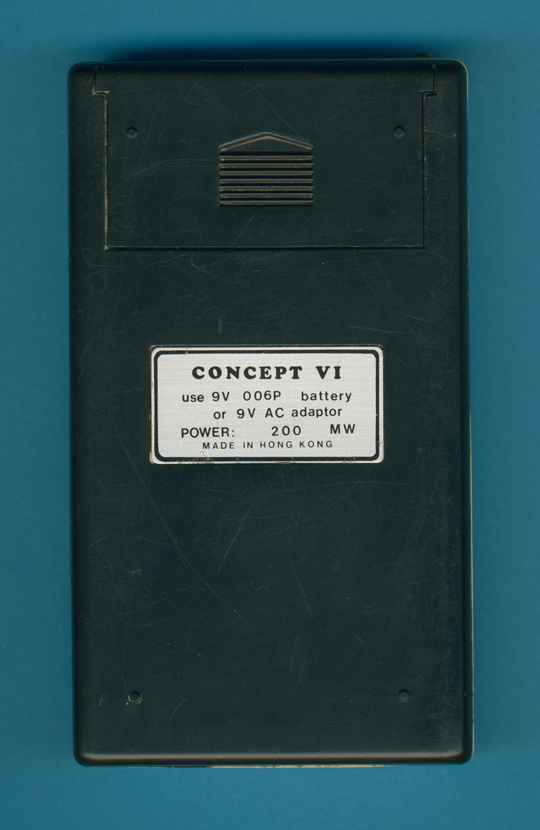 CONCEPT VI
use 9V 006P battery
or 9V AC adaptor
POWER: 200 MW
MADE IN HONG KONG